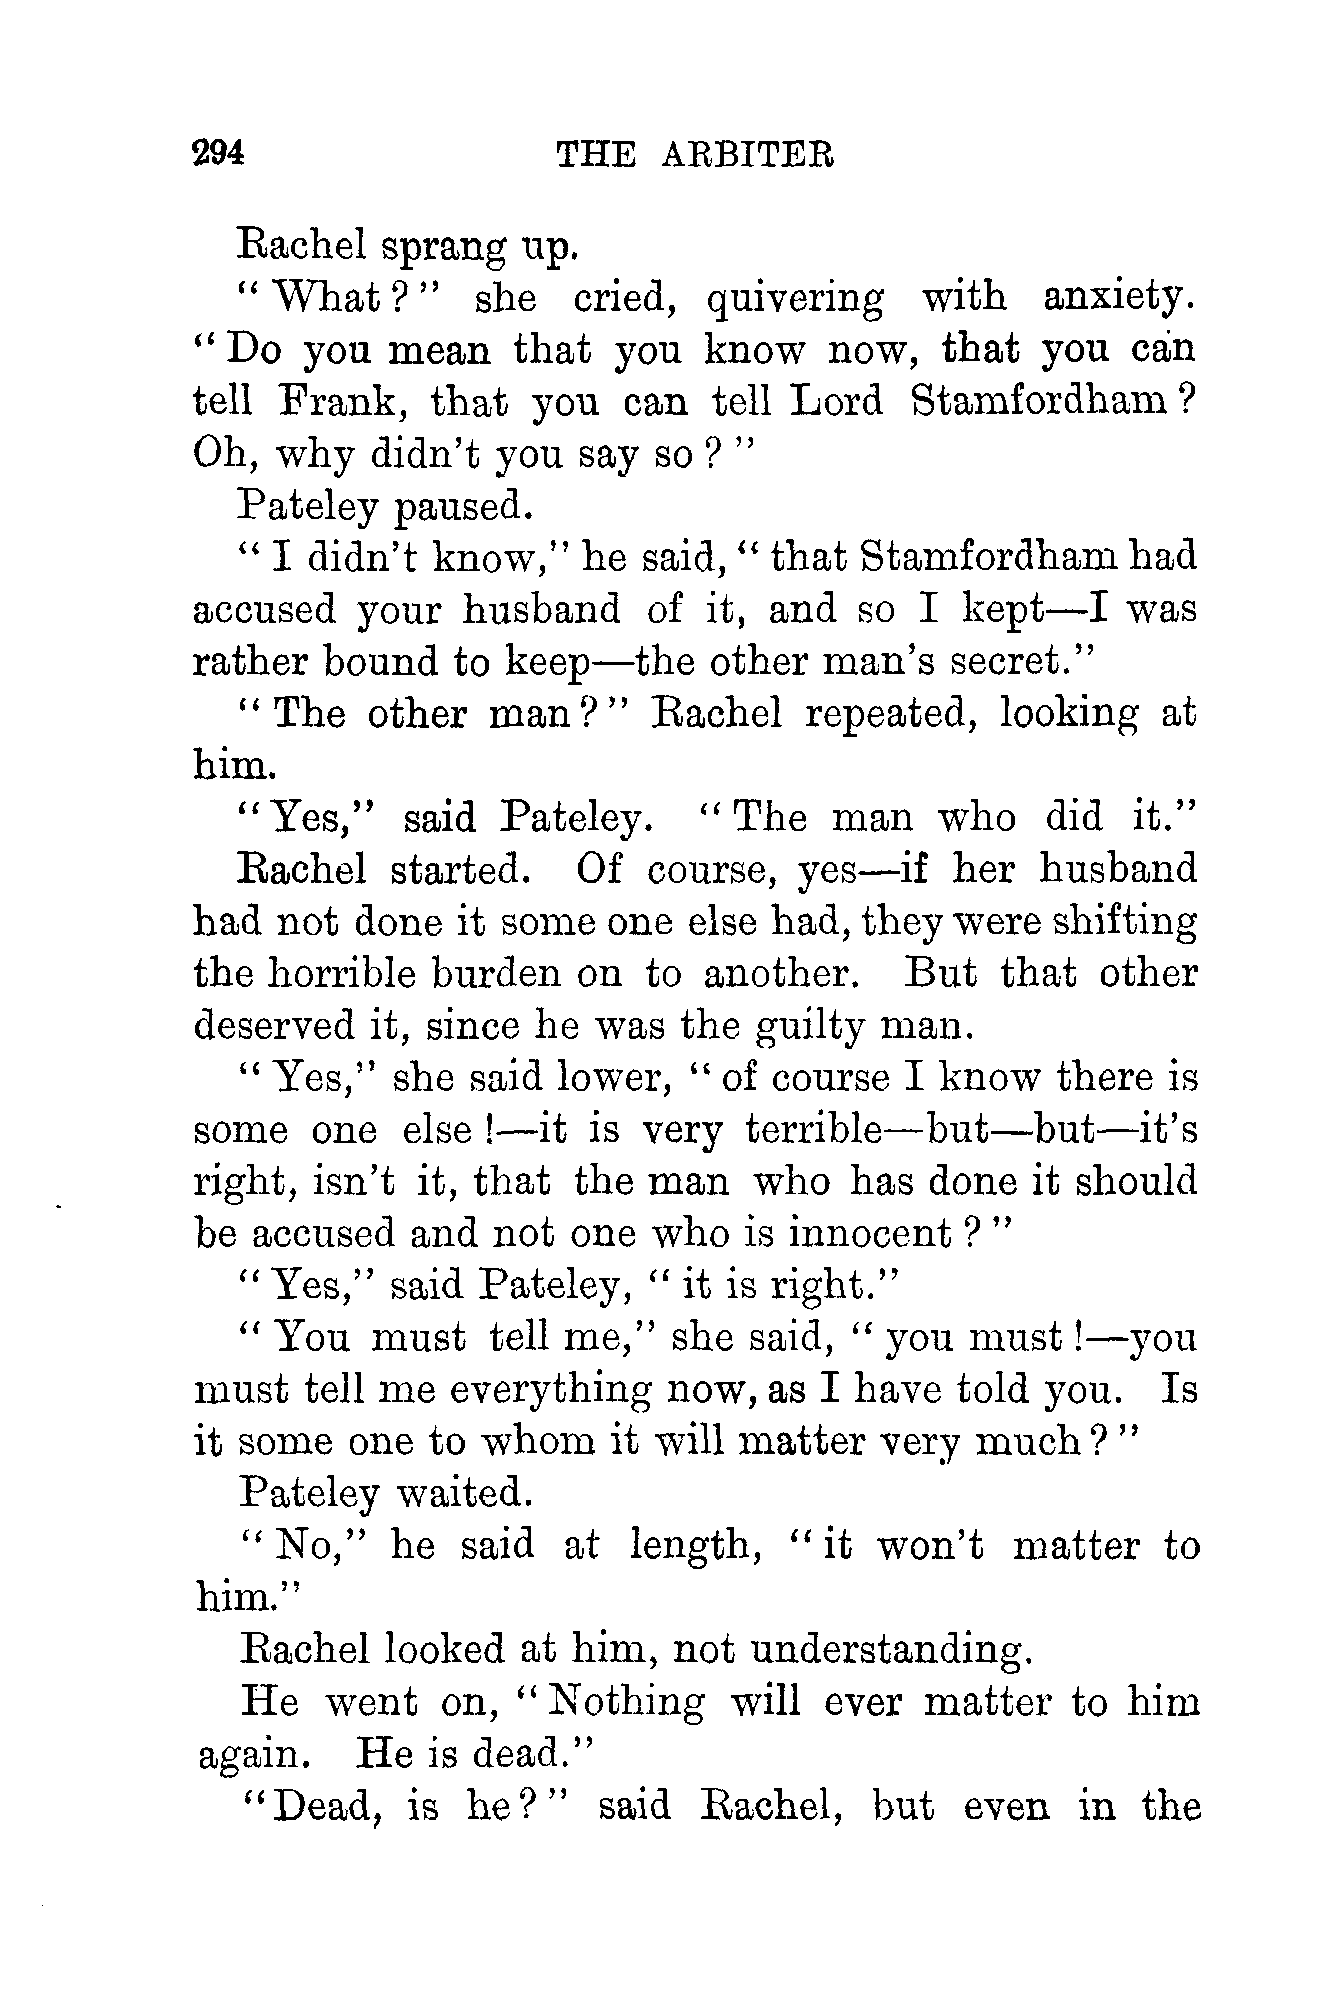 294 THE ARBITER
Rachel sprang up.
“ What ? ” she cried, quivering with anxiety.
“ Do you mean that you know now, that you can
tell Frank, that you can tell Lord Stamfordham ?
Oh, why didn’t you say so ? ”
Pateley paused.
“ I didn’t know,” he said, “ that Stamfordham had
accused your husband of it, and so I kept—I was
rather bound to keep—the other man’s secret.”
“ The other man ? ” Rachel repeated, looking at
him.
“ Yes,” said Pateley. “ The man who did it.”
Rachel started. Of course, yes—if her husband
had not done it some one else had, they were shifting
the horrible burden on to another. But that other
deserved it, since he was the guilty man.
“ Yes,” she said lower, “ of course I know there is
some one else !—it is very terrible—but—but—it’s
right, isn’t it, that the man who has done it should
be accused and not one who is innocent ? ”
“ Yes,” said Pateley, “ it is right.”
“ You must tell me,” she said, “ you must !—you
must tell me everything now, as I have told you. Is
it some one to whom it will matter very much ? ”
Pateley waited.
“ No,” he said at length, “ it won’t matter to
him.”
Rachel looked at him, not understanding.
He went on, “ Nothing will ever matter to him
again. He is dead.”
“ Dead, is he ? ” said Rachel, but even in the